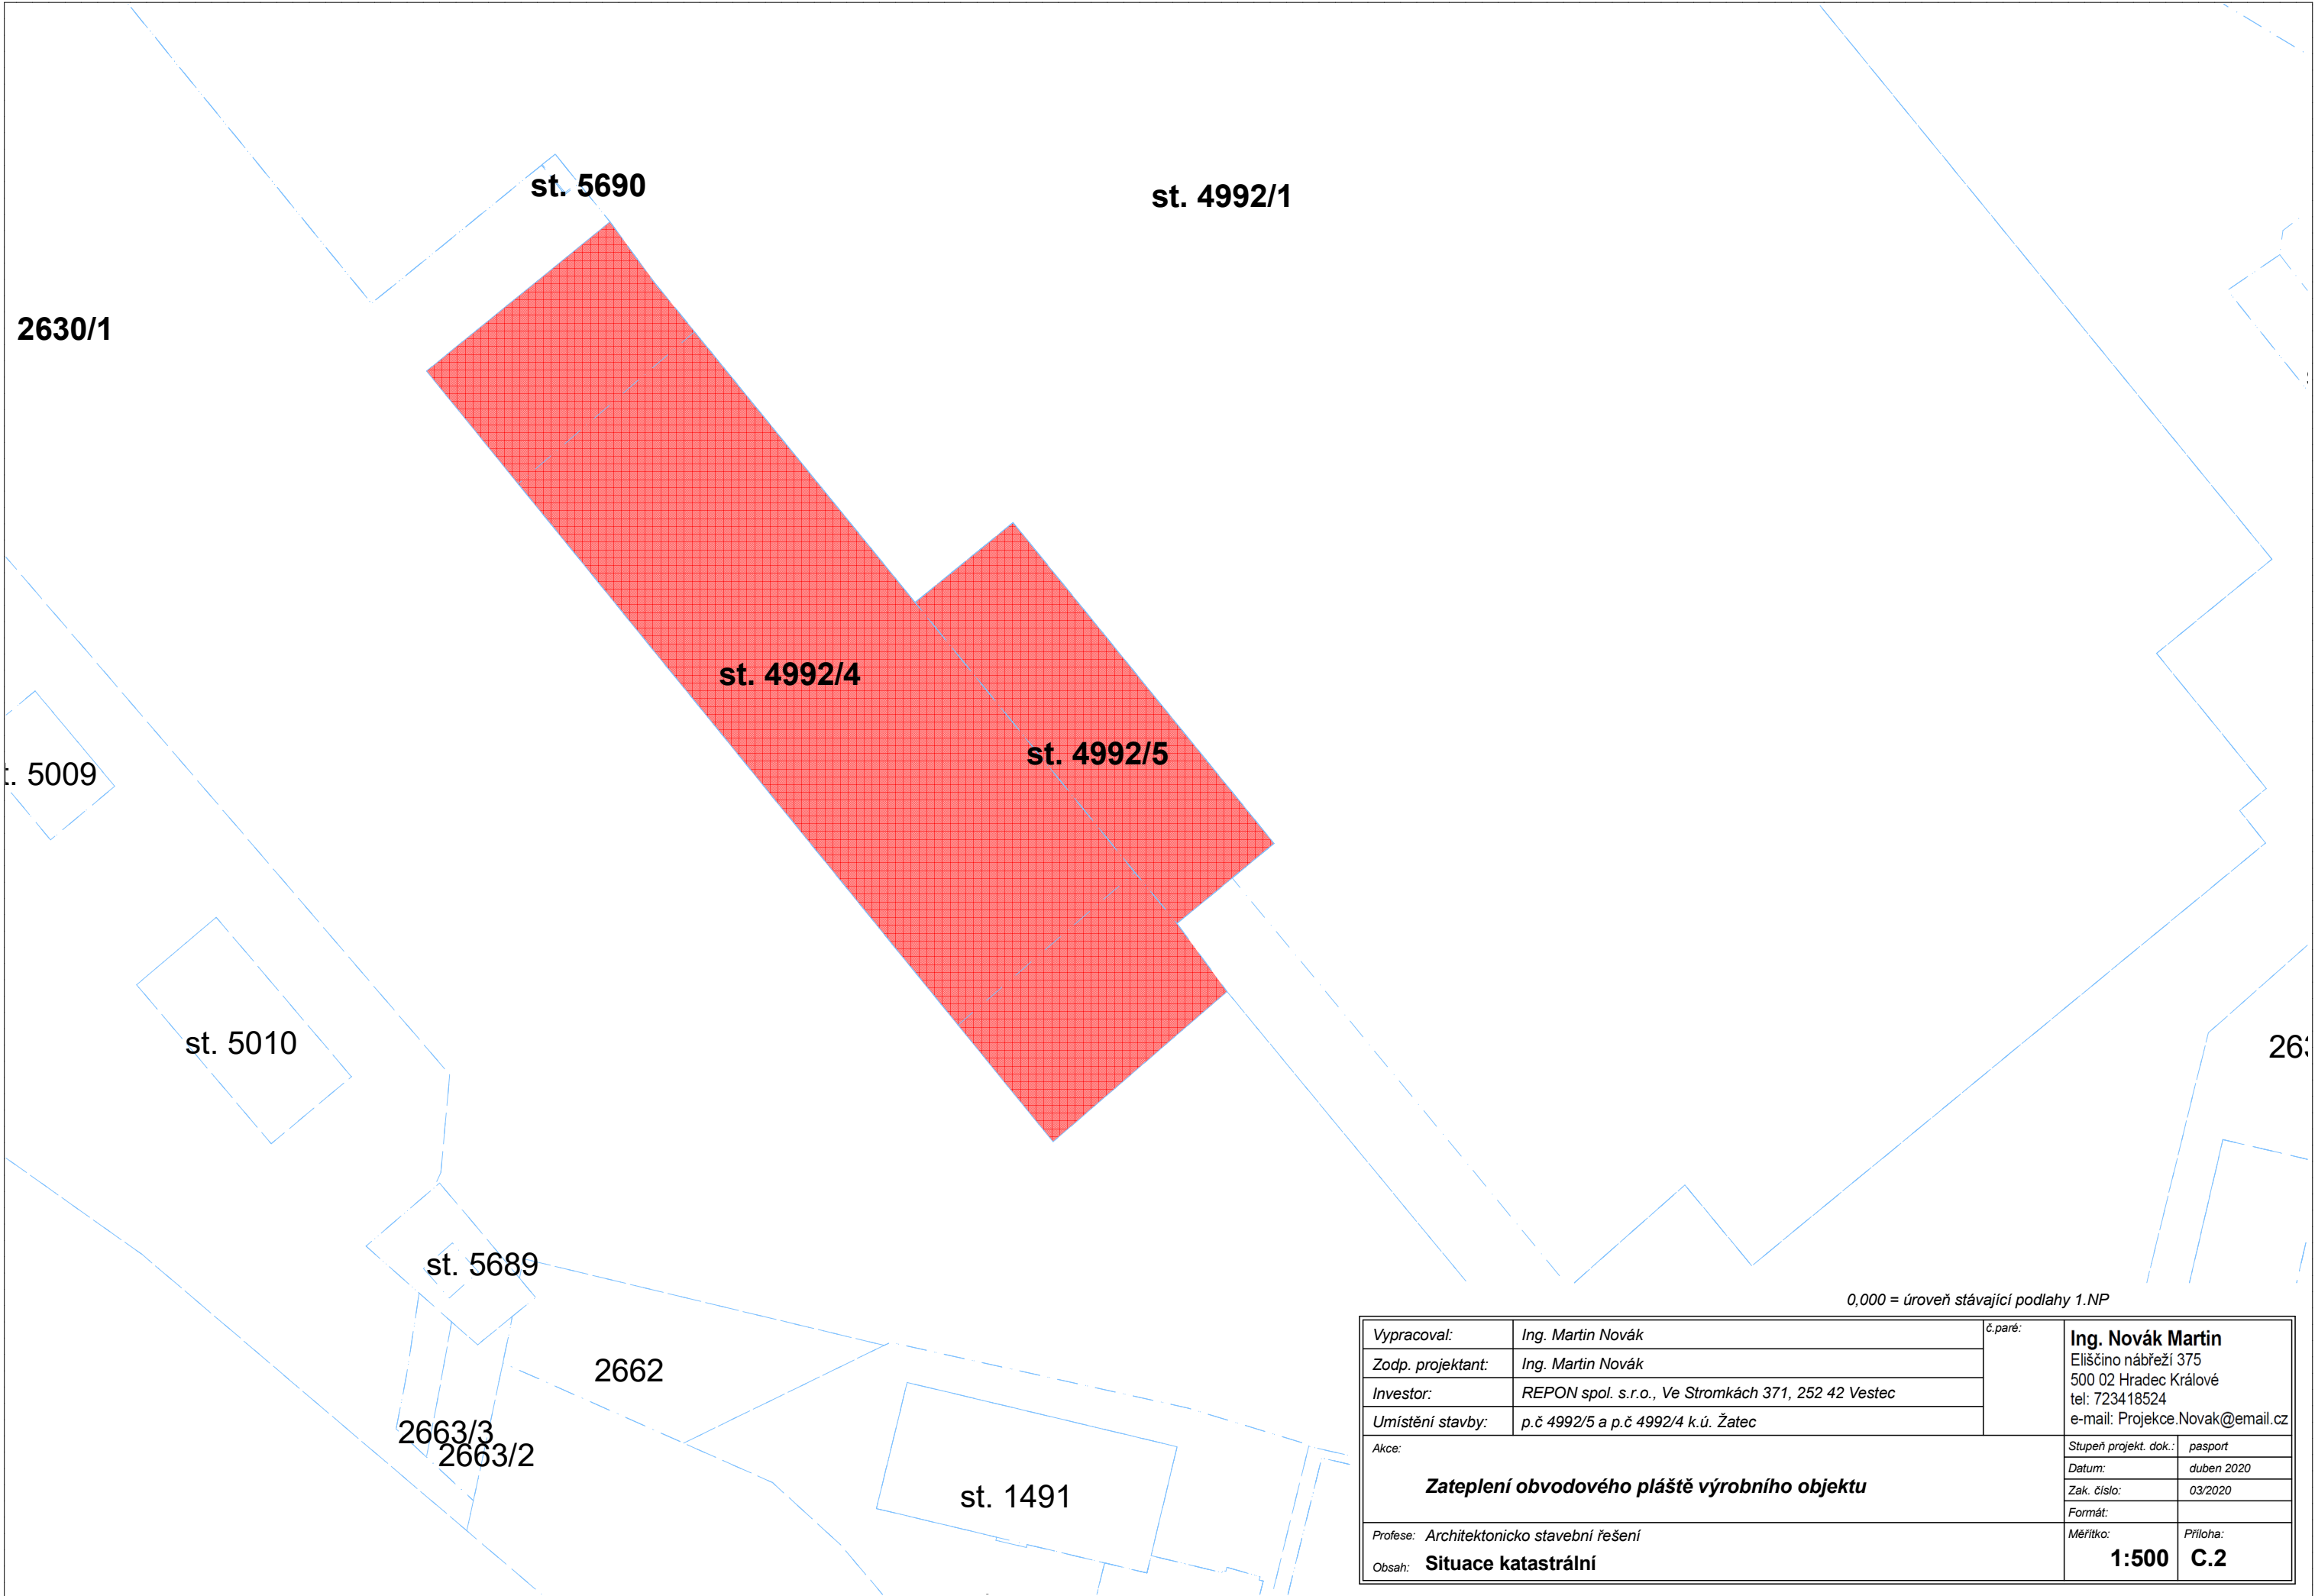 st. 5690
st. 4992/1
2630/1
st. 4992/4
st. 4992/5
t. 5009
st. 5010
st. 5689
2662
2663/3
2663/2
st. 1491
0,000 = úroveň stávající podlahy 1.NP
Vypracoval: Ing. Martin Novák
Zodp. projektant: Ing. Martin Novák
Investor: REPON spol. s.r.o., Ve Stromkách 371, 252 42 Vestec
Umístění stavby: p.č 4992/5 a p.č 4992/4 k.ú. Žatec
č.paré:
Ing. Novák Martin
Eliščino nábřeží 375
500 02 Hradec Králové
tel: 723418524
e-mail: Projekce.Novak@email.cz
Akce:
Zateplení obvodového pláště výrobního objektu
Stupeň projekt. dok.: pasport
Datum: duben 2020
Zak. číslo: 03/2020
Formát:
Profese: Architektonicko stavební řešení
Obsah: Situace katastrální
Měřítko: 1:500
Příloha: C.2